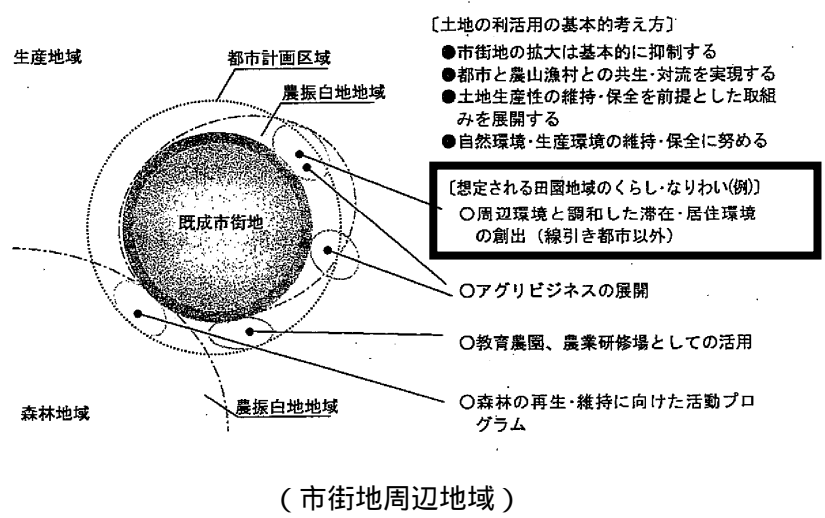 〔土地の利活用の基本的考え方〕
●市街地の拡大は基本的に抑制する
●都市と農山漁村との共生・対流を実現する
●土地生産性の維持・保全を前提とした取組
みを展開する
●自然環境・生産環境の維持・保全に努める
生産地域
都市計画区域
農振白地地域
〔想定される田園地域のくらし・なりわい(例)〕
○周辺環境と調和した滞在・居住環境
の創出（線引き都市以外）
既成市街地
○アグリビジネスの展開
○教育農園、農業研修場としての活用
○森林の再生・維持に向けた活動プロ
グラム
森林地域
農振白地地域
（市街地周辺地域）